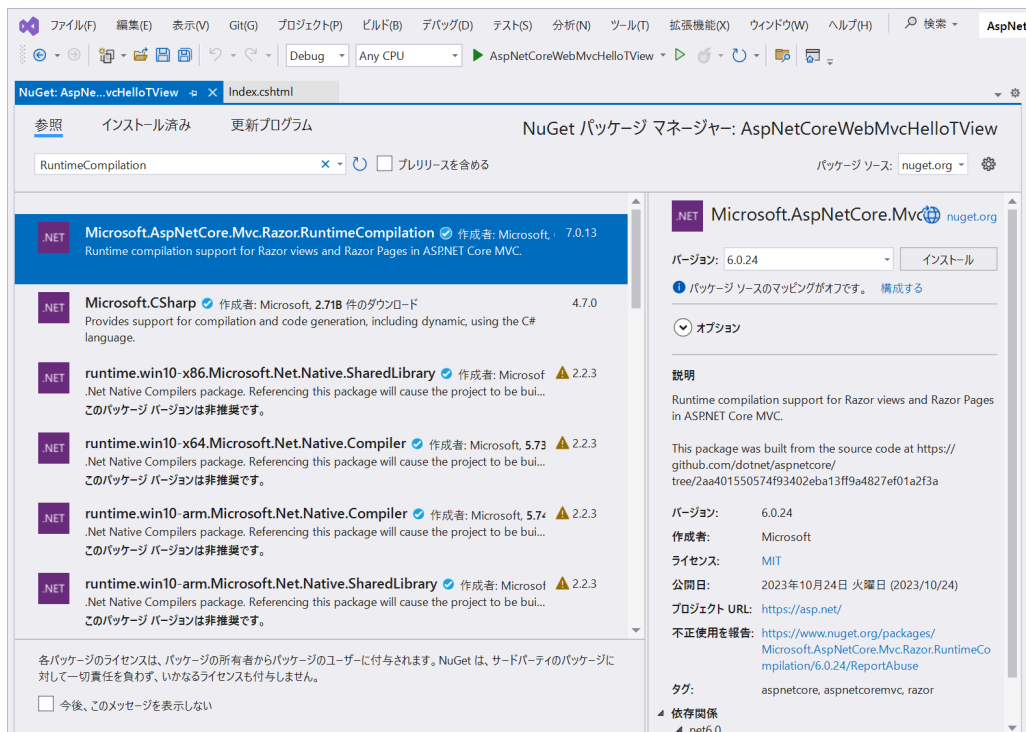 ファイル(F) 編集(E) 表示(V) Git(G) プロジェクト(P) ビルド(B) デバッグ(D) テスト(S) 分析(N) ツール(T) 拡張機能(X) ウィンドウ(W) ヘルプ(H) 検索 AspNet
Debug Any CPU AspNetCoreWebMvcHelloTView
NuGet: AspNe...vcHelloTView Index.cshtml
参照 インストール済み 更新プログラム
NuGet パッケージ マネージャー: AspNetCoreWebMvcHelloTView
RuntimeCompilation プレリリースを含める
パッケージ ソース: nuget.org
.NET Microsoft.AspNetCore.Mvc.Razor.RuntimeCompilation 作成者: Microsoft, 7.0.13
Runtime compilation support for Razor views and Razor Pages in ASP.NET Core MVC.
.NET Microsoft.CSharp 作成者: Microsoft, 2.71B 件のダウンロード 4.7.0
Provides support for compilation and code generation, including dynamic, using the C#
language.
.NET runtime.win10-x86.Microsoft.Net.Native.SharedLibrary 作成者: Microsof 2.2.3
.Net Native Compilers package. Referencing this package will cause the project to be bui...
このパッケージ バージョンは非推奨です。
.NET runtime.win10-x64.Microsoft.Net.Native.Compiler 作成者: Microsoft, 5.73 2.2.3
.Net Native Compilers package. Referencing this package will cause the project to be bui...
このパッケージ バージョンは非推奨です。
.NET runtime.win10-arm.Microsoft.Net.Native.Compiler 作成者: Microsoft, 5.74 2.2.3
.Net Native Compilers package. Referencing this package will cause the project to be bui...
このパッケージ バージョンは非推奨です。
.NET runtime.win10-arm.Microsoft.Net.Native.SharedLibrary 作成者: Microsof 2.2.3
.Net Native Compilers package. Referencing this package will cause the project to be bui...
このパッケージ バージョンは非推奨です。
各パッケージのライセンスは、パッケージの所有者からパッケージのユーザーに付与されます。NuGet は、サードパーティのパッケージに
対して一切責任を負わず、いかなるライセンスも付与しません。
今後、このメッセージを表示しない
.NET Microsoft.AspNetCore.Mvc nuget.org
バージョン: 6.0.24 インストール
パッケージ ソースのマッピングがオフです。 構成する
オプション
説明
Runtime compilation support for Razor views and Razor Pages
in ASP.NET Core MVC.
This package was built from the source code at https://
github.com/dotnet/aspnetcore/
tree/2aa401550574f93402eba13ff9a4827ef01a2f3a
バージョン: 6.0.24
作成者: Microsoft
ライセンス: MIT
公開日: 2023年10月24日 火曜日 (2023/10/24)
プロジェクト URL: https://asp.net/
不正使用を報告: https://www.nuget.org/packages/
Microsoft.AspNetCore.Mvc.Razor.RuntimeCo
mpilation/6.0.24/ReportAbuse
タグ: aspnetcore, aspnetcoremvc, razor
依存関係
net6.0